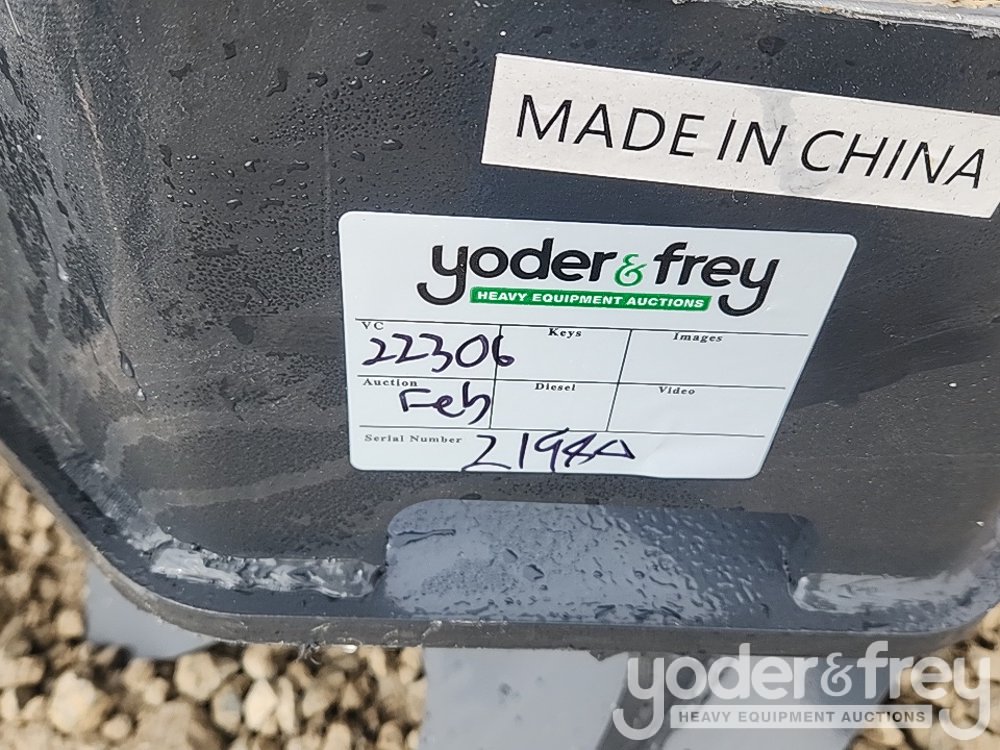 MADE IN CHINA
yoder & frey
HEAVY EQUIPMENT AUCTIONS
VC Keys Images
22306
Auction Diesel Video
Feb
Serial Number
yoder & frey
HEAVY EQUIPMENT AUCTIONS